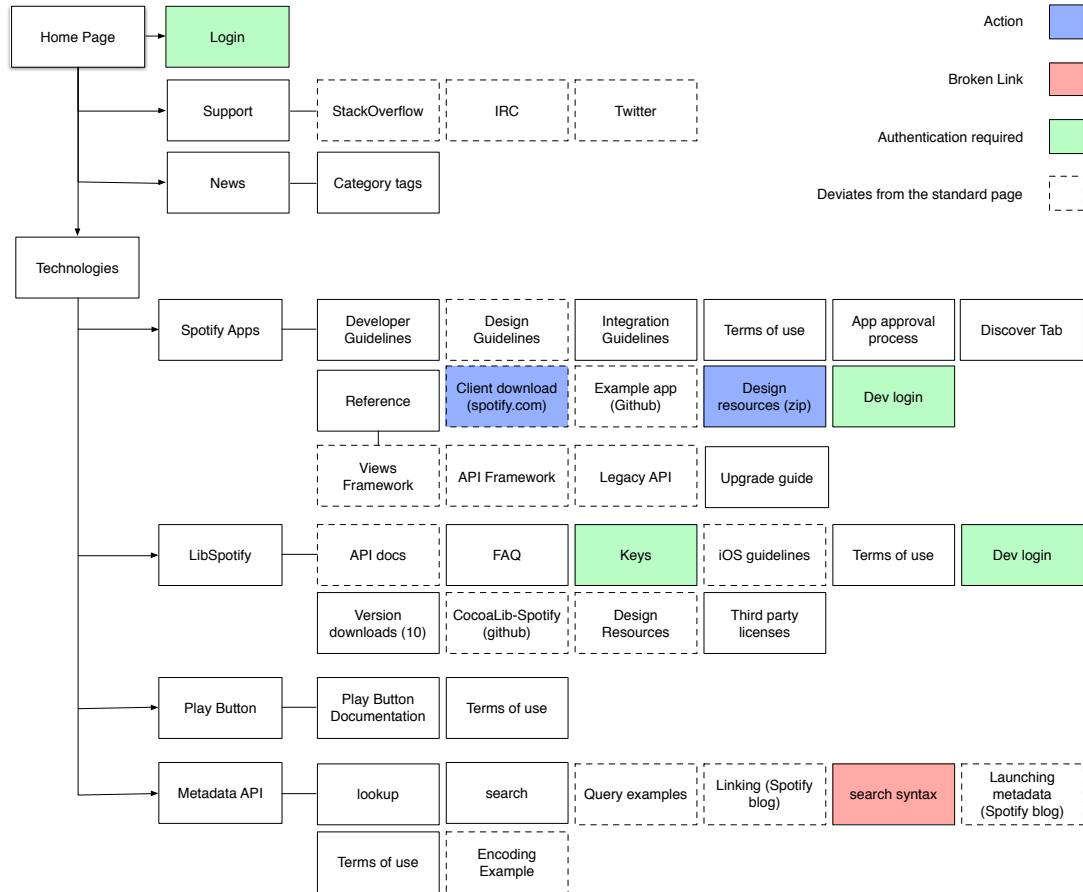 Home Page
Login
Action
Broken Link
Support
StackOverflow
IRC
Twitter
Authentication required
News
Category tags
Deviates from the standard page
Technologies
Spotify Apps
Developer
Guidelines
Design
Guidelines
Integration
Guidelines
Terms of use
App approval
process
Discover Tab
Reference
Client download
(spotify.com)
Example app
(Github)
Design
resources (zip)
Dev login
Views
Framework
API Framework
Legacy API
Upgrade guide
LibSpotify
API docs
FAQ
Keys
iOS guidelines
Terms of use
Dev login
Version
downloads (10)
CocoaLib-Spotify
(github)
Design
Resources
Third party
licenses
Play Button
Play Button
Documentation
Terms of use
Metadata API
lookup
search
Query examples
Linking (Spotify
blog)
search syntax
Launching
metadata
(Spotify blog)
Terms of use
Encoding
Example